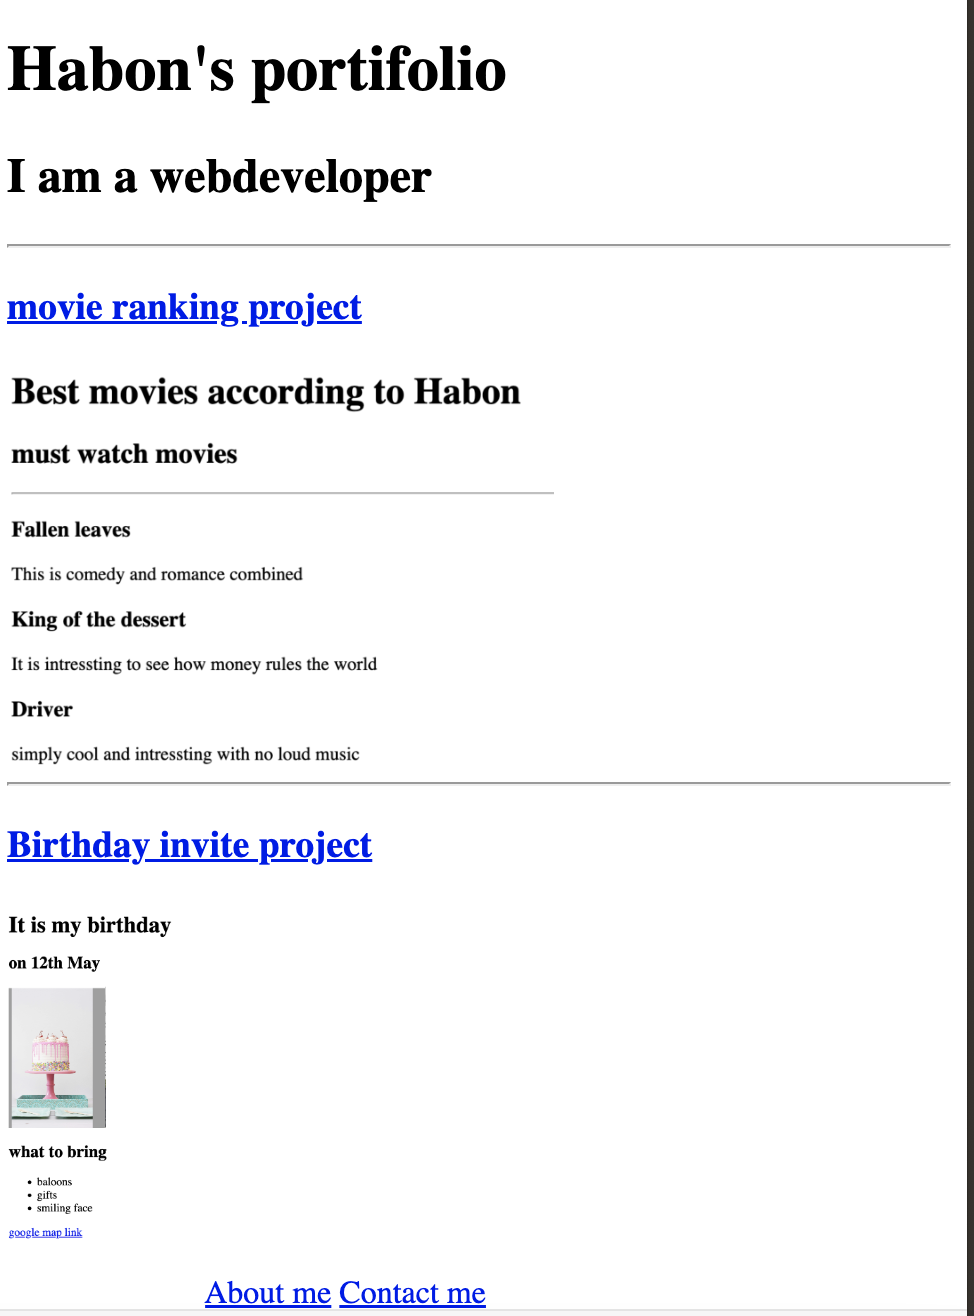 Habon's portifolio
I am a webdeveloper
movie ranking project
Best movies according to Habon
must watch movies
Fallen leaves
This is comedy and romance combined
King of the dessert
It is intressting to see how money rules the world
Driver
simply cool and intressting with no loud music
Birthday invite project
It is my birthday
on 12th May
what to bring
baloons
gifts
smiling face
google map link
About me Contact me